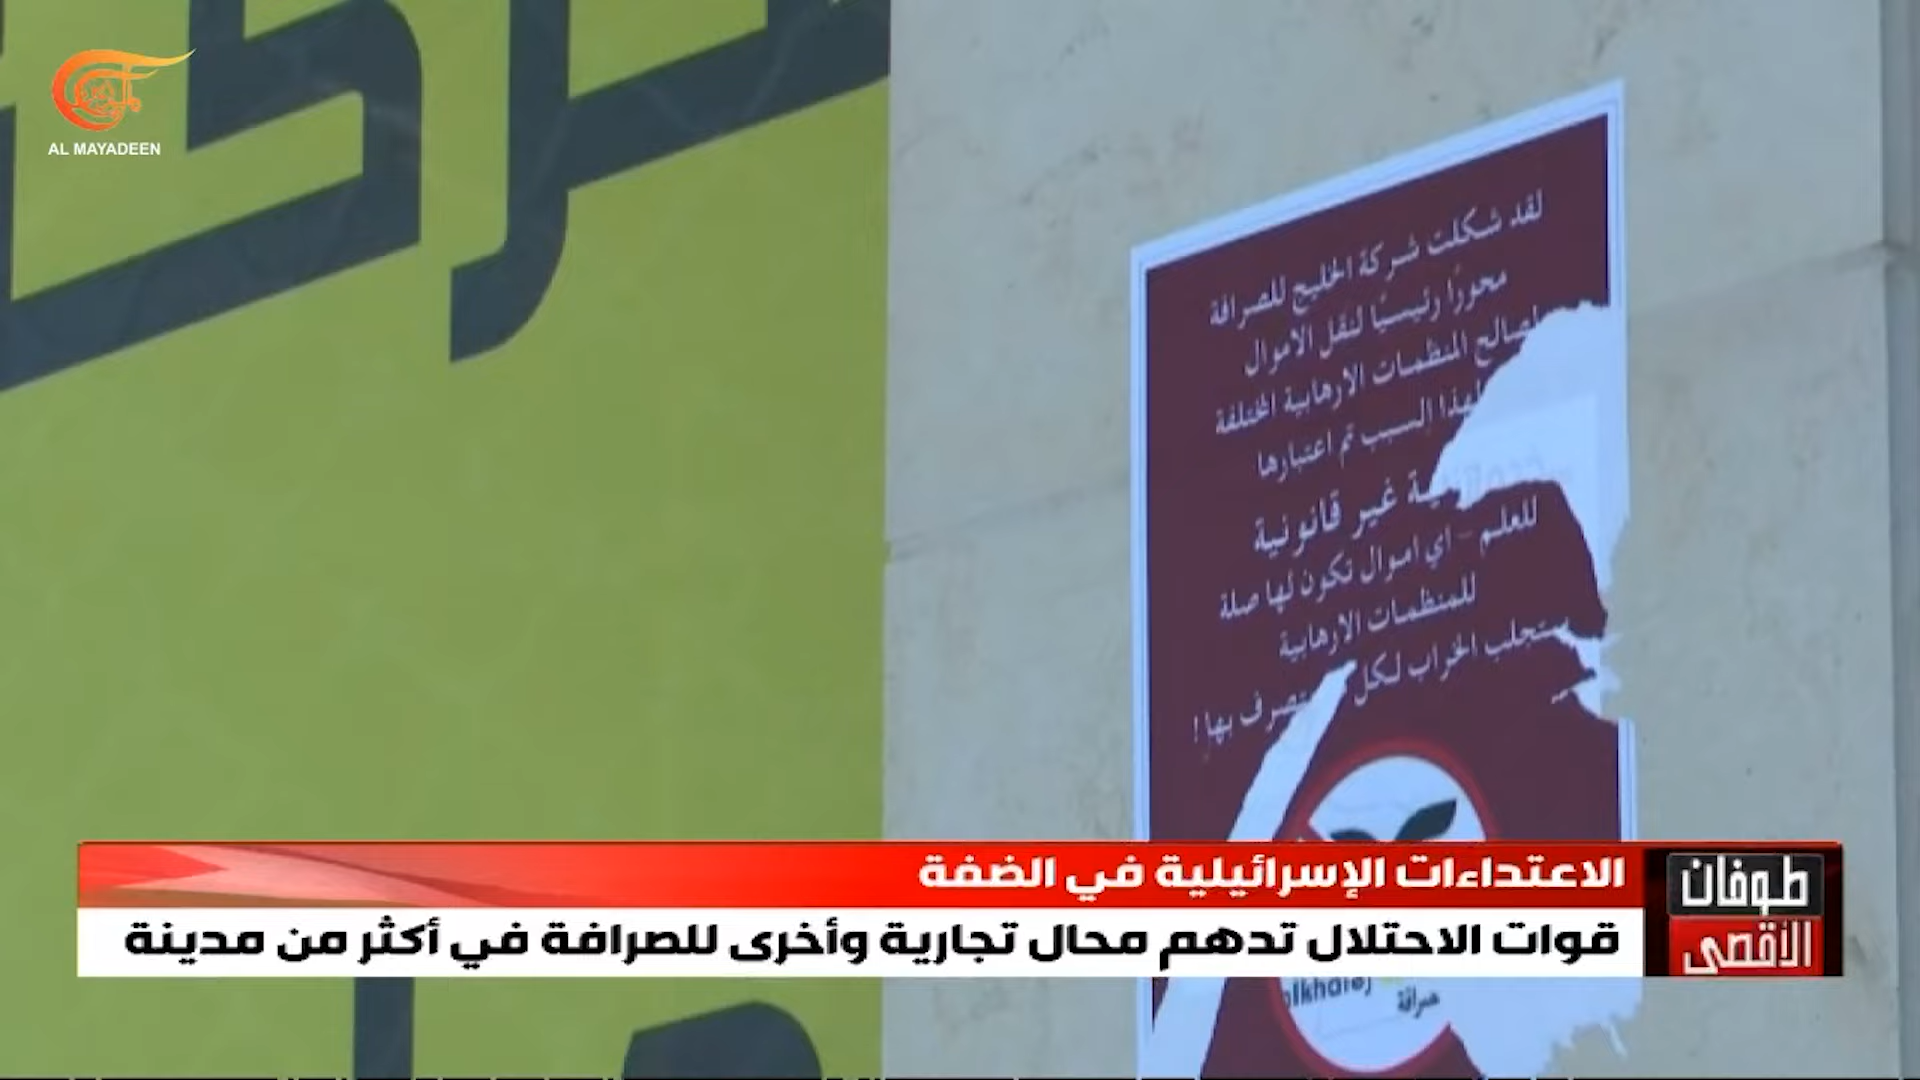 AL MAYADEEN
لقد شكلت شركة الخليج للصرافة
محورًا رئيسيًا لنقل الاموال
لصالح المنظمات الارهابية المختلفة
لهذا السبب تم اعتبارها
غير قانونية
للعلم - اي اموال تكون لها صلة
للمنظمات الارهابية
ستجلب الخراب لكل
بها!
الاعتداءات الإسرائيلية في الضفة
قوات الاحتلال تدهم محال تجارية وأخرى للصرافة في أكثر من مدينة
طوفان
الأقصى
alkhalej
صرافة